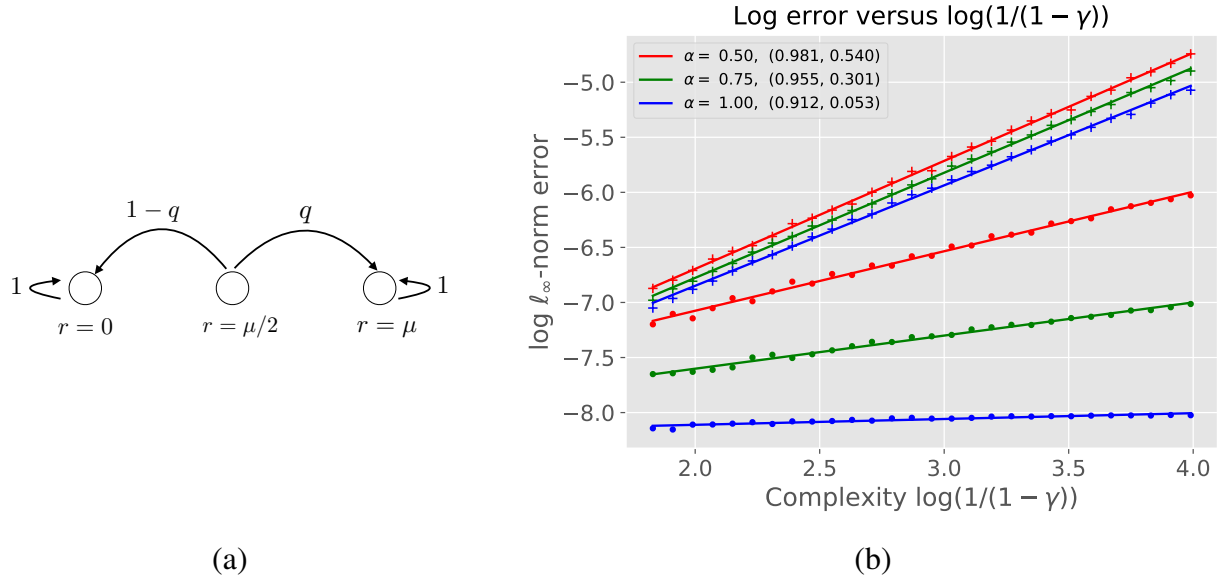 Log error versus log(1/(1 − γ))
α = 0.50, (0.981, 0.540)
α = 0.75, (0.955, 0.301)
α = 1.00, (0.912, 0.053)
1 − q
q
1
1
r = 0
r = μ/2
r = μ
log ℓ∞-norm error
−5.0
−5.5
−6.0
−6.5
−7.0
−7.5
−8.0
2.0 2.5 3.0 3.5 4.0
Complexity log(1/(1 − γ))
(a)
(b)